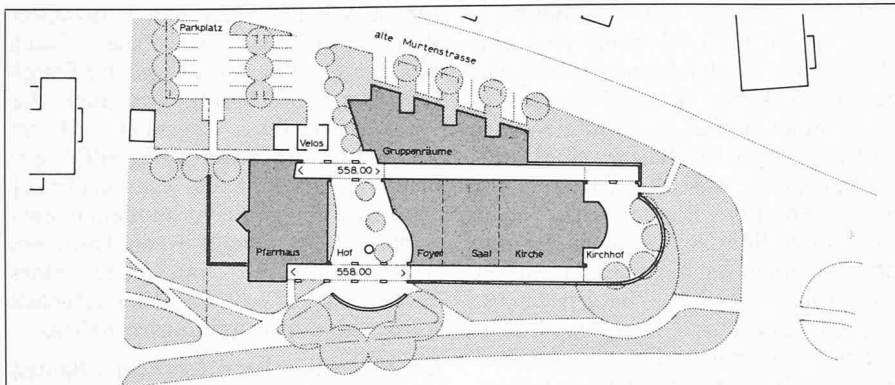 Parkplatz
alte Murtenstrasse
Velos
Gruppenräume
558.00
Pfarrhaus
Hof
Foyer
Saal
Kirche
Kirchhof
558.00